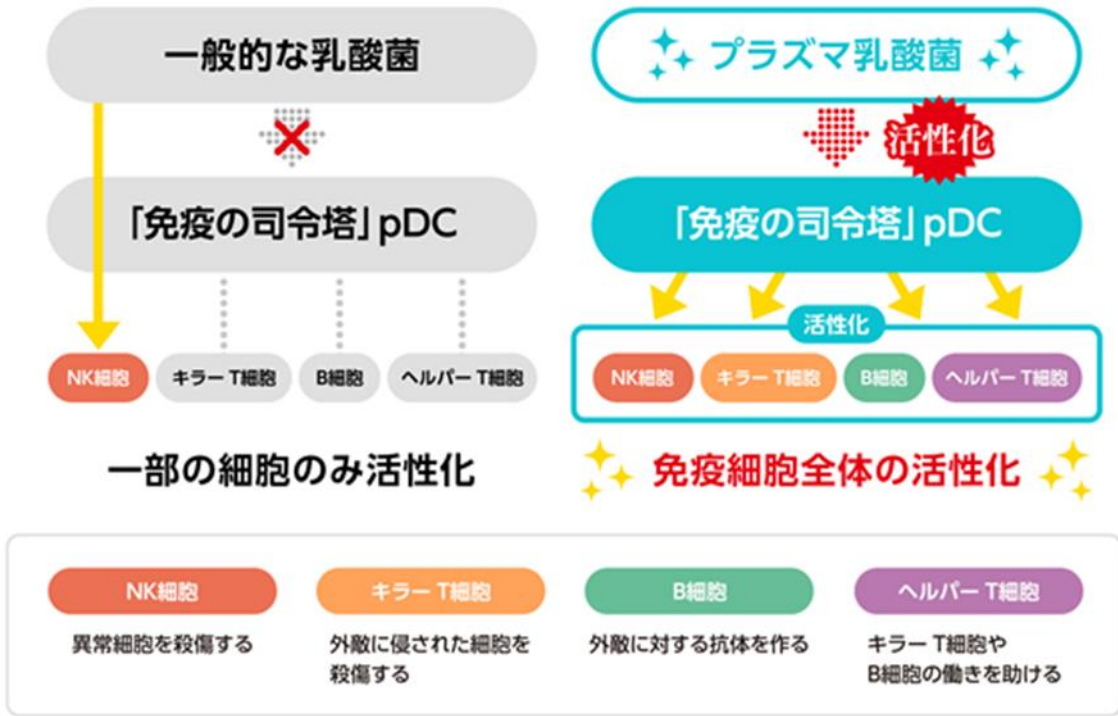 一般的な乳酸菌
「免疫の司令塔」pDC
NK細胞
キラー T細胞
B細胞
ヘルパー T細胞
一部の細胞のみ活性化
プラズマ乳酸菌
活性化
「免疫の司令塔」pDC
活性化
NK細胞
キラー T細胞
B細胞
ヘルパー T細胞
免疫細胞全体の活性化
NK細胞
異常細胞を殺傷する
キラー T細胞
外敵に侵された細胞を
殺傷する
B細胞
外敵に対する抗体を作る
ヘルパー T細胞
キラー T細胞や
B細胞の働きを助ける